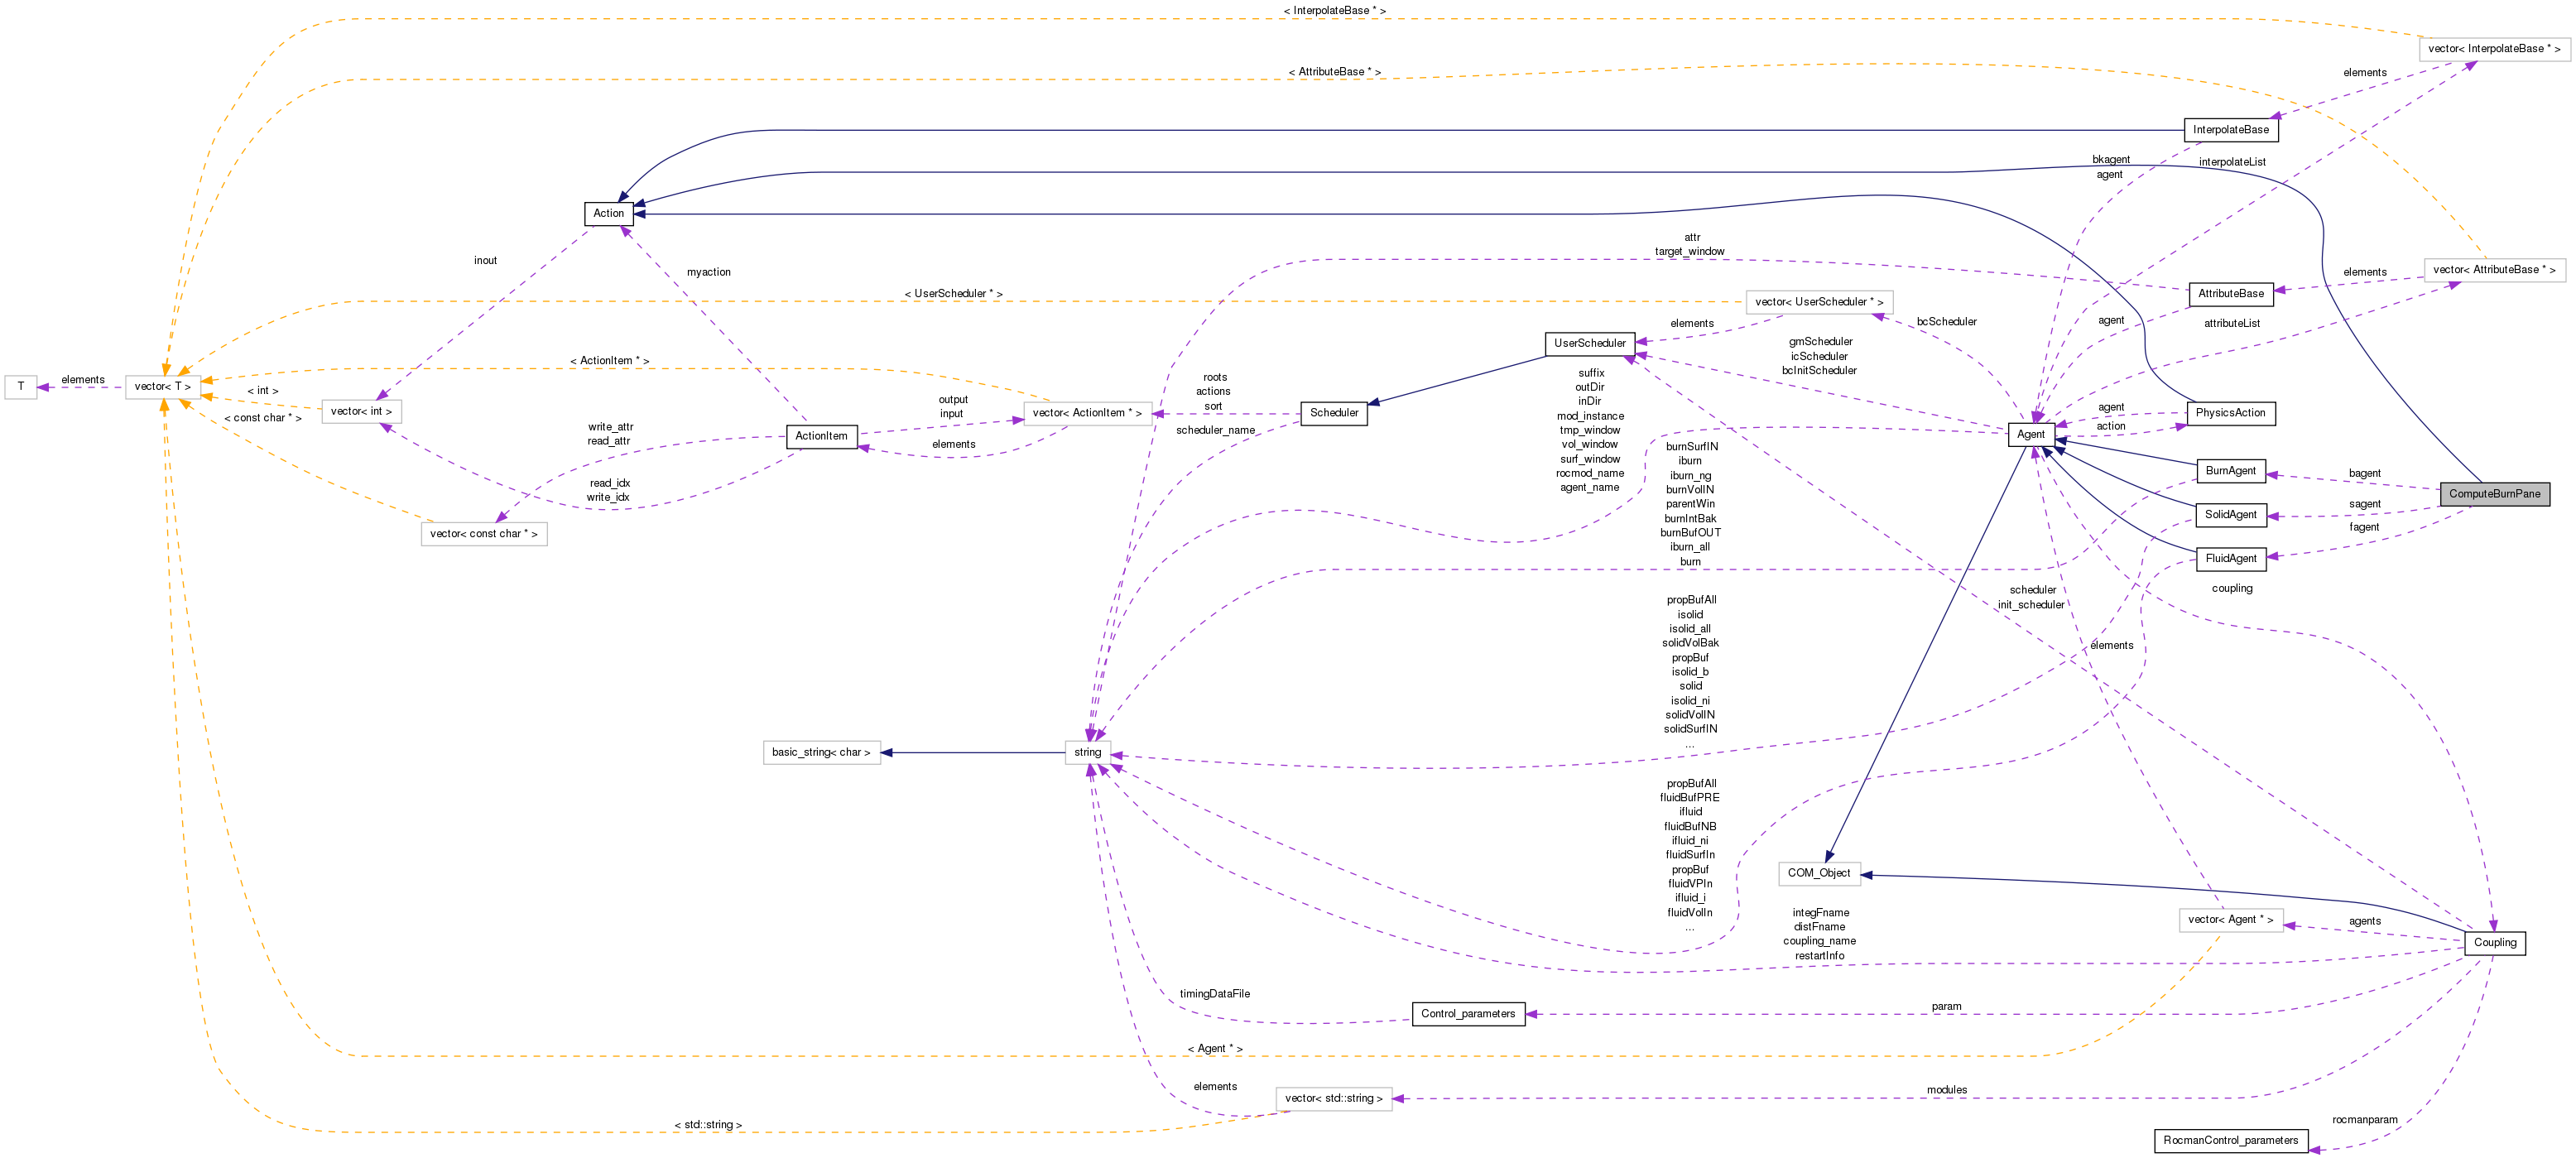 < InterpolateBase * >
vector< InterpolateBase * >
< AttributeBase * >
elements
InterpolateBase
bkagent
agent
interpolateList
Action
attr
target_window
inout
myaction
vector< AttributeBase * >
elements
AttributeBase
< UserScheduler * >
vector< UserScheduler * >
bcScheduler
agent
attributeList
elements
UserScheduler
gmScheduler
icScheduler
bcInitScheduler
< ActionItem * >
T
elements
vector< T >
< int >
roots
actions
sort
suffix
outDir
inDir
mod_instance
tmp_window
vol_window
surf_window
rocmod_name
agent_name
vector< int >
< const char * >
output
input
vector< ActionItem * >
Scheduler
agent
PhysicsAction
action
write_attr
read_attr
ActionItem
elements
scheduler_name
Agent
burnSurfIN
iburn
iburn_ng
burnVolIN
parentWin
burnIntBak
burnBufOUT
iburn_all
burn
BurnAgent
bagent
ComputeBurnPane
read_idx
write_idx
SolidAgent
sagent
vector< const char * >
fagent
FluidAgent
scheduler
init_scheduler
coupling
propBufAll
isolid
isolid_all
solidVolBak
propBuf
isolid_b
solid
isolid_ni
solidVolIN
solidSurfIN
...
elements
basic_string< char >
string
propBufAll
fluidBufPRE
ifluid
fluidBufNB
ifluid_ni
fluidSurfIn
propBuf
fluidVPIn
ifluid_i
fluidVolIn
...
COM_Object
integFname
distFname
coupling_name
restartInfo
vector< Agent * >
agents
Coupling
timingDataFile
Control_parameters
param
< Agent * >
elements
vector< std::string >
modules
< std::string >
rocmanparam
RocmanControl_parameters